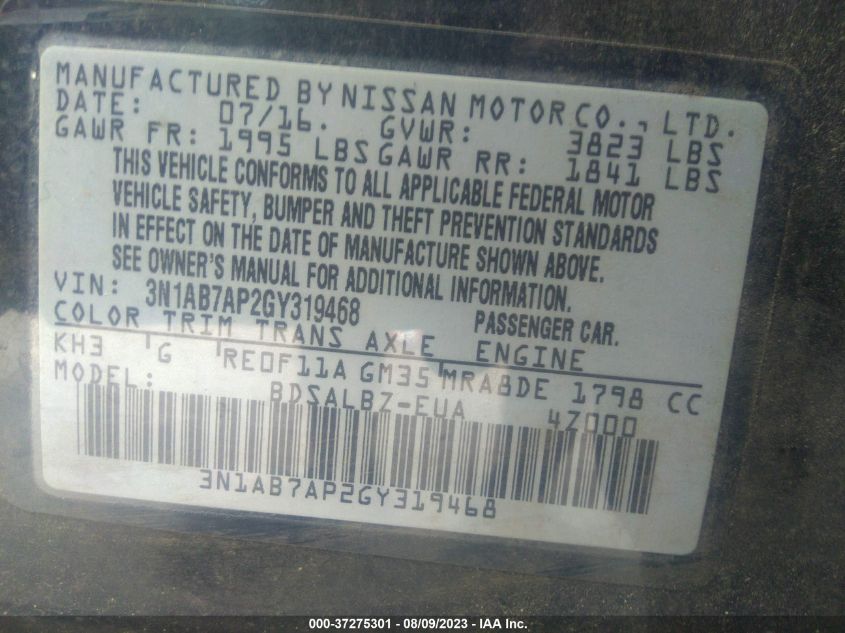 MANUFACTURED BY NISSAN MOTOR CO., LTD.
DATE: 07/16. GVWR: 3823 LBS
GAWR FR: 1995 LBS GAWR RR: 1841 LBS
THIS VEHICLE CONFORMS TO ALL APPLICABLE FEDERAL MOTOR
VEHICLE SAFETY, BUMPER AND THEFT PREVENTION STANDARDS
IN EFFECT ON THE DATE OF MANUFACTURE SHOWN ABOVE.
SEE OWNER'S MANUAL FOR ADDITIONAL INFORMATION.
VIN: 3N1AB7AP2GY319468 PASSENGER CAR.
COLOR TRIM TRANS AXLE ENGINE
KH3 G RE0F11A GM35 MRA8DE 1798 CC
MODEL: BDSALBZ-EUA 4Z000
3N1AB7AP2GY319468
000-37275301 - 08/09/2023 - IAA Inc.